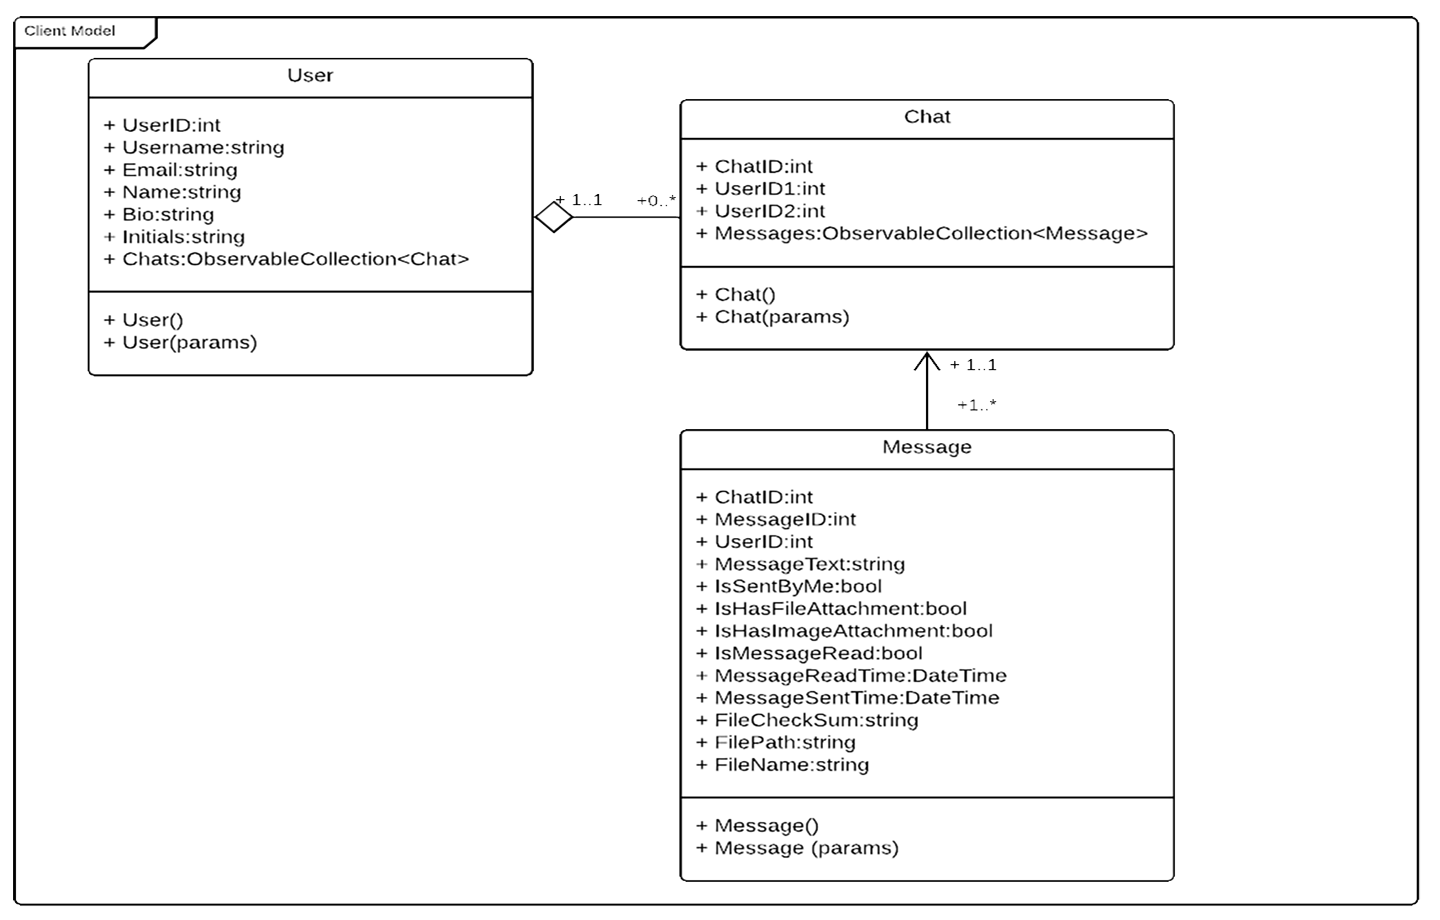 Client Model
User
+ UserID:int
+ Username:string
+ Email:string
+ Name:string
+ Bio:string
+ Initials:string
+ Chats:ObservableCollection<Chat>
+ User()
+ User(params)
+ 1..1
+0..*
Chat
+ ChatID:int
+ UserID1:int
+ UserID2:int
+ Messages:ObservableCollection<Message>
+ Chat()
+ Chat(params)
+ 1..1
+1..*
Message
+ ChatID:int
+ MessageID:int
+ UserID:int
+ MessageText:string
+ IsSentByMe:bool
+ IsHasFileAttachment:bool
+ IsHasImageAttachment:bool
+ IsMessageRead:bool
+ MessageReadTime:DateTime
+ MessageSentTime:DateTime
+ FileCheckSum:string
+ FilePath:string
+ FileName:string
+ Message()
+ Message (params)